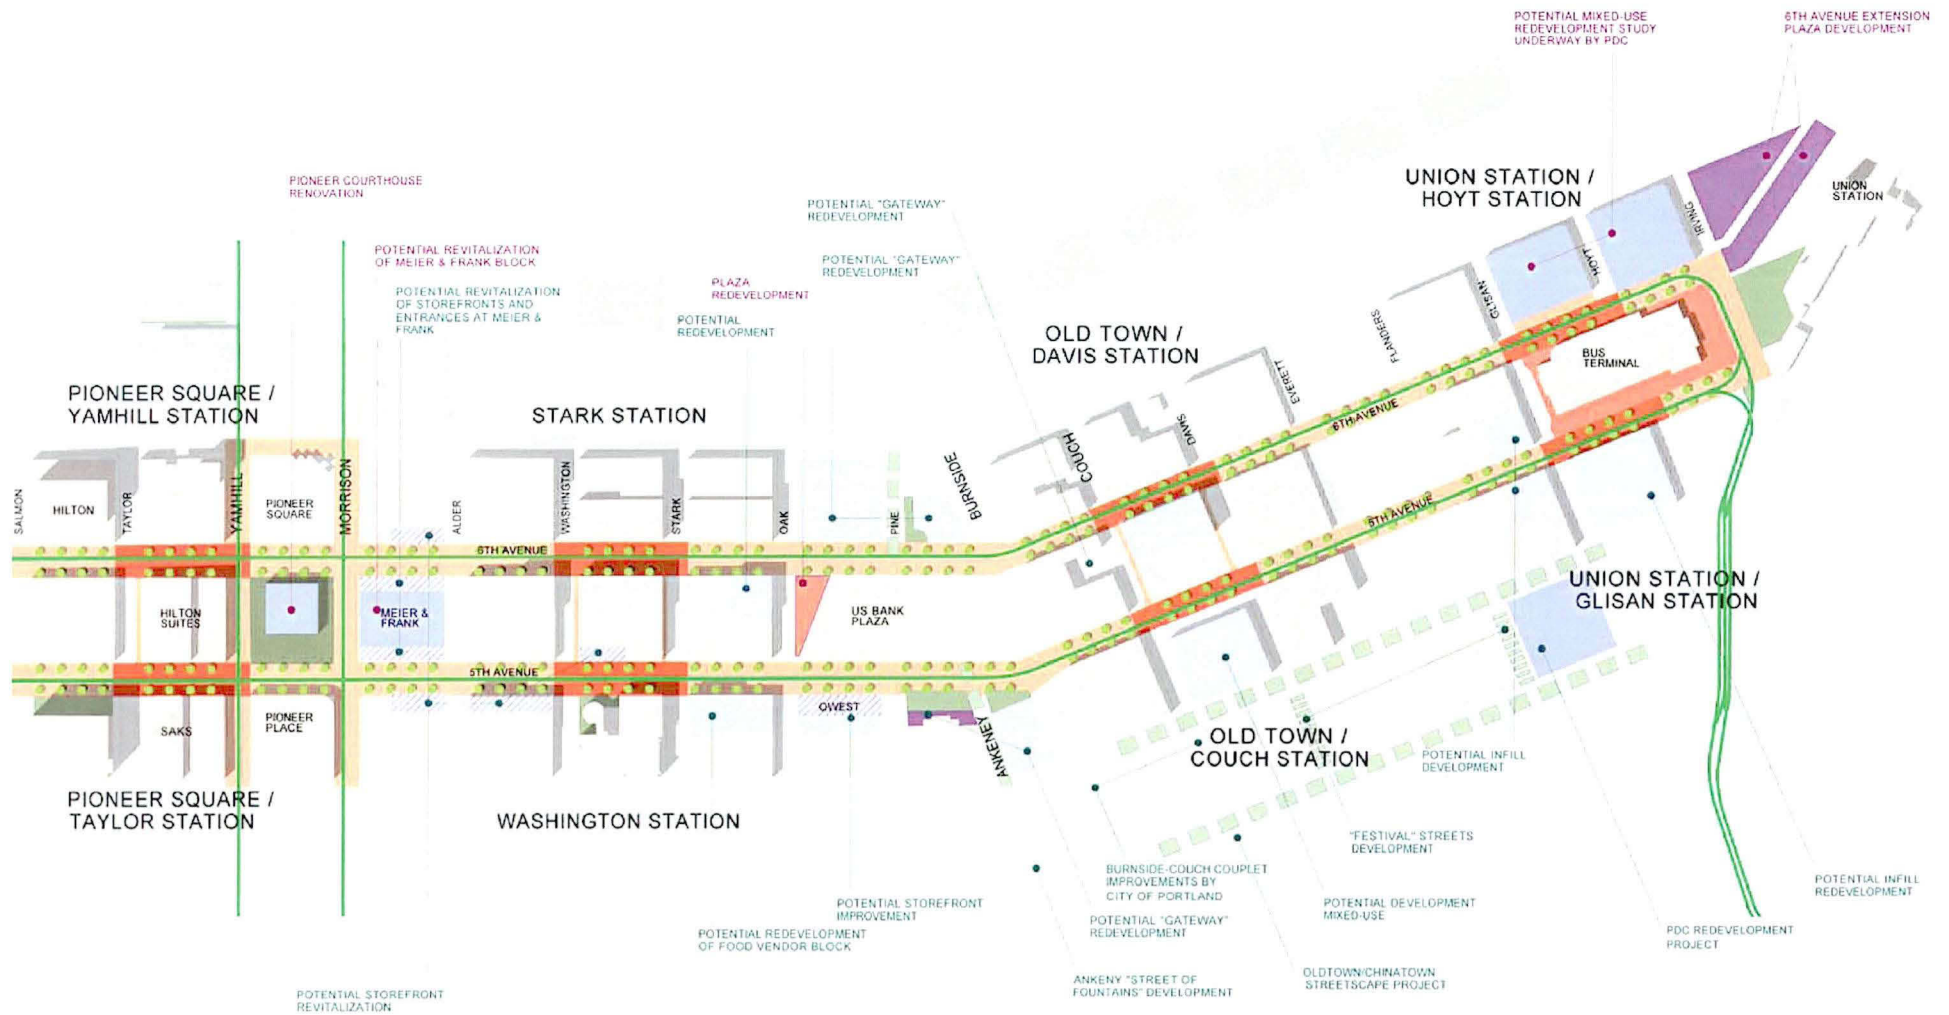 POTENTIAL MIXED-USE
REDEVELOPMENT STUDY
UNDERWAY BY PDC
6TH AVENUE EXTENSION
PLAZA DEVELOPMENT
UNION STATION /
HOYT STATION
UNION
STATION
PIONEER COURTHOUSE
RENOVATION
POTENTIAL "GATEWAY"
REDEVELOPMENT
POTENTIAL REVITALIZATION
OF MEIER & FRANK BLOCK
POTENTIAL "GATEWAY"
REDEVELOPMENT
POTENTIAL REVITALIZATION
OF STOREFRONTS AND
ENTRANCES AT MEIER &
FRANK
PLAZA
REDEVELOPMENT
POTENTIAL
REDEVELOPMENT
IRVING
HOYT
GLISAN
FLANDERS
EVERETT
DAVIS
COUCH
BURNSIDE
OLD TOWN /
DAVIS STATION
BUS
TERMINAL
PIONEER SQUARE /
YAMHILL STATION
STARK STATION
6TH AVENUE
5TH AVENUE
SALMON
HILTON
TAYLOR
YAMHILL
PIONEER
SQUARE
MORRISON
ALDER
WASHINGTON
STARK
OAK
PINE
6TH AVENUE
HILTON
SUITES
MEIER &
FRANK
US BANK
PLAZA
UNION STATION /
GLISAN STATION
5TH AVENUE
SAKS
PIONEER
PLACE
QWEST
ANKENEY
OLD TOWN /
COUCH STATION
POTENTIAL INFILL
DEVELOPMENT
PIONEER SQUARE /
TAYLOR STATION
WASHINGTON STATION
"FESTIVAL" STREETS
DEVELOPMENT
BURNSIDE-COUCH COUPLET
IMPROVEMENTS BY
CITY OF PORTLAND
POTENTIAL INFILL
REDEVELOPMENT
POTENTIAL STOREFRONT
IMPROVEMENT
POTENTIAL DEVELOPMENT
MIXED-USE
POTENTIAL "GATEWAY"
REDEVELOPMENT
POTENTIAL REDEVELOPMENT
OF FOOD VENDOR BLOCK
PDC REDEVELOPMENT
PROJECT
OLDTOWN/CHINATOWN
STREETSCAPE PROJECT
ANKENY "STREET OF
FOUNTAINS" DEVELOPMENT
POTENTIAL STOREFRONT
REVITALIZATION